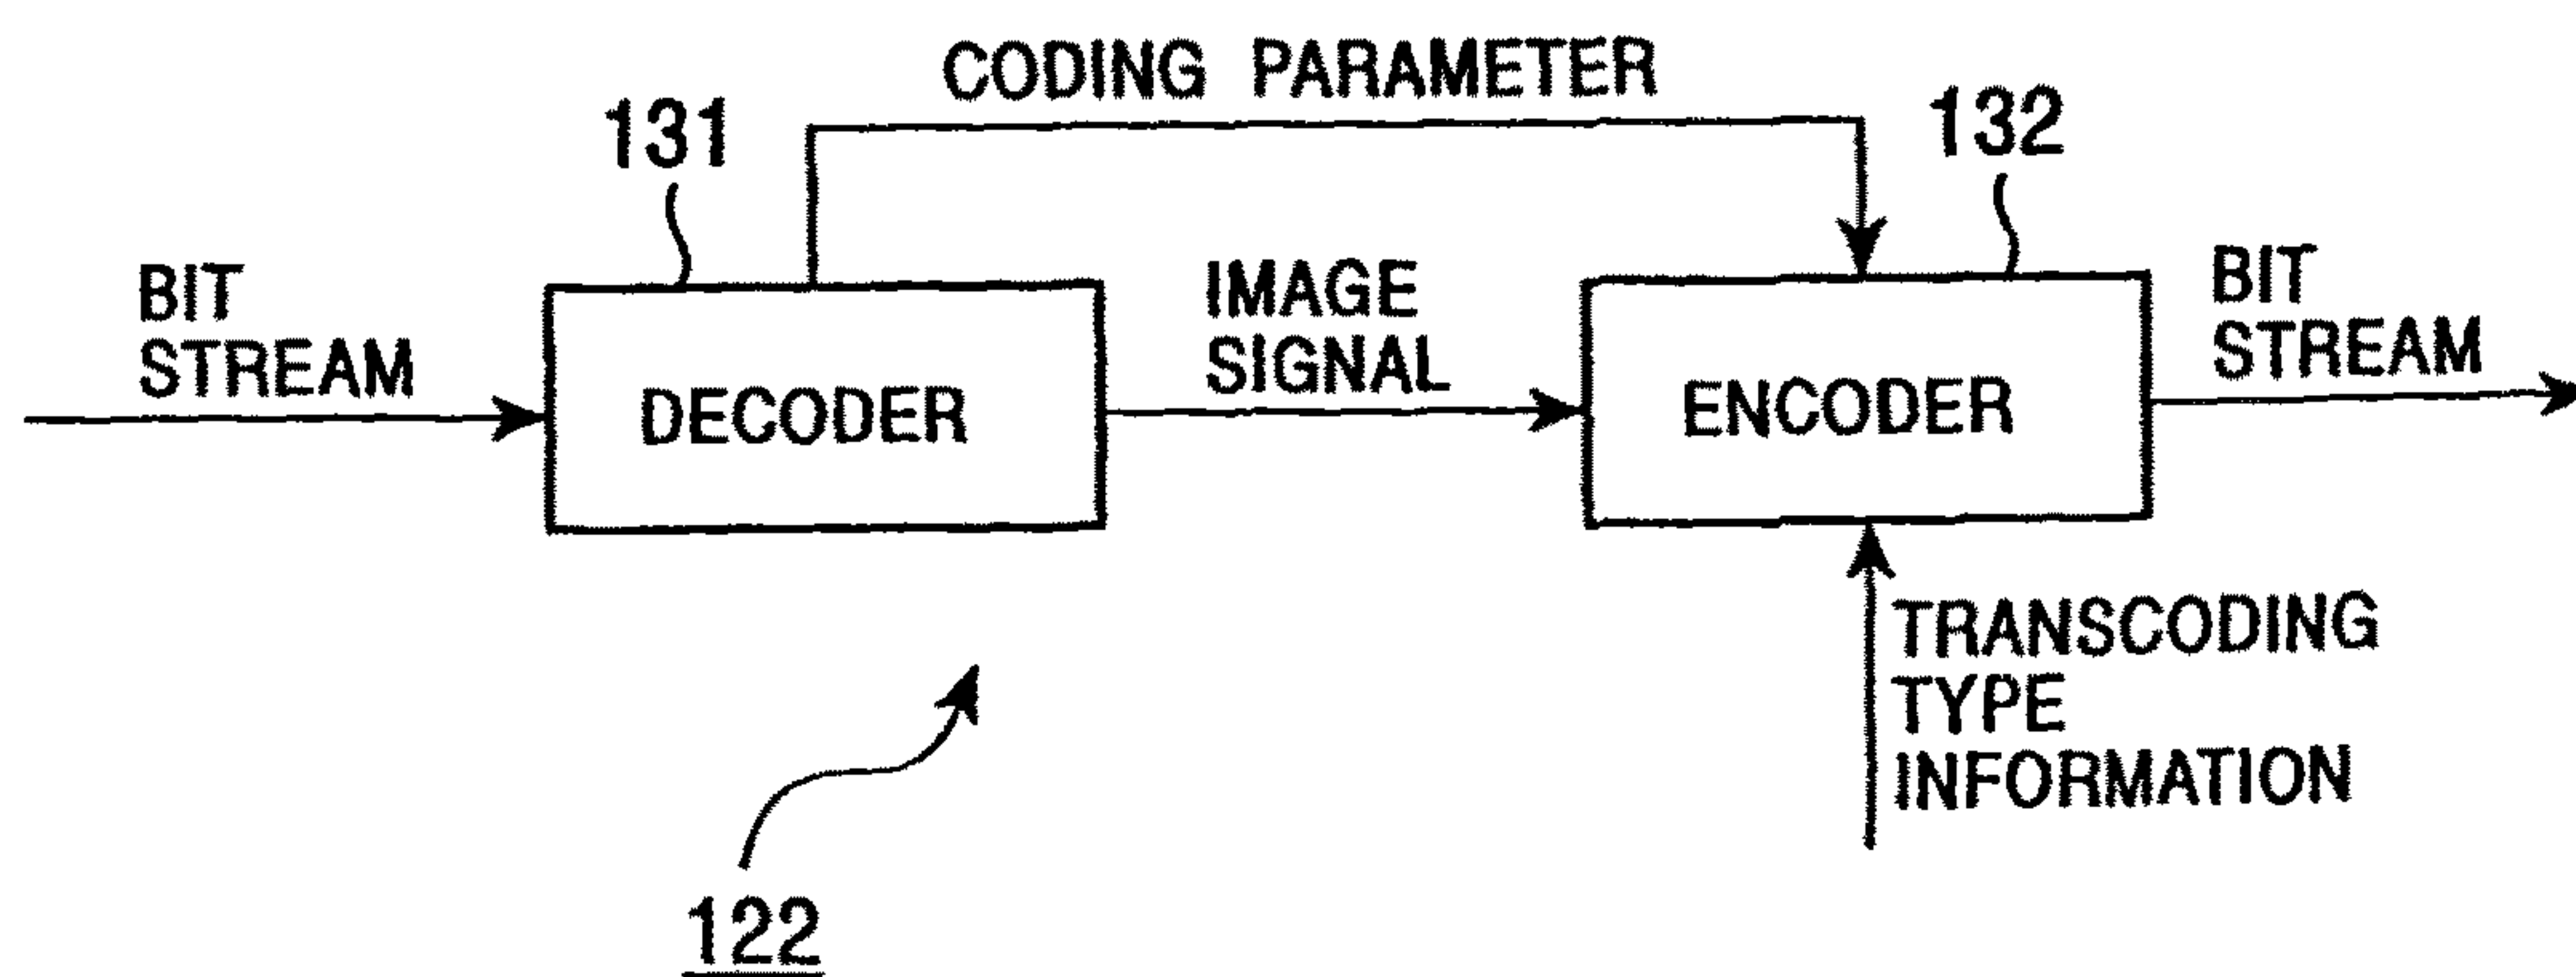 CODING PARAMETER
131
132
BIT
STREAM
DECODER
IMAGE
SIGNAL
ENCODER
BIT
STREAM
TRANSCODING
TYPE
INFORMATION
122